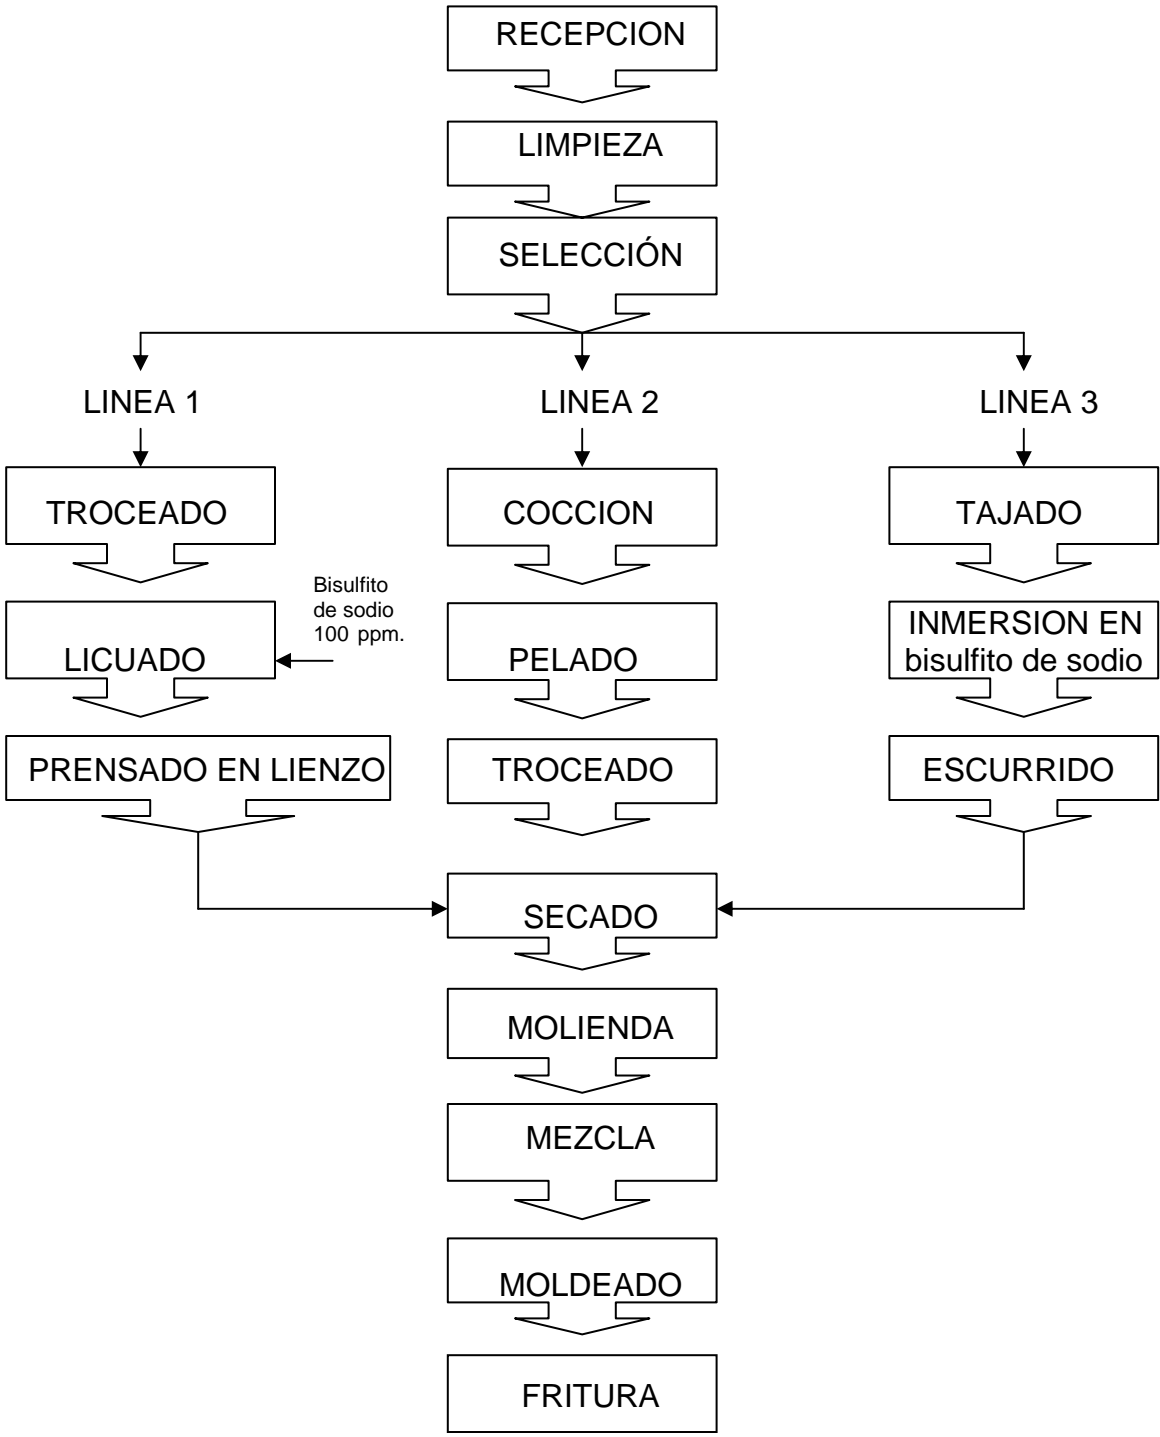 RECEPCION
LIMPIEZA
SELECCIÓN
LINEA 1
LINEA 2
LINEA 3
TROCEADO
COCCION
TAJADO
Bisulfito
de sodio
100 ppm.
LICUADO
PELADO
INMERSION EN
bisulfito de sodio
PRENSADO EN LIENZO
TROCEADO
ESCURRIDO
SECADO
MOLIENDA
MEZCLA
MOLDEADO
FRITURA